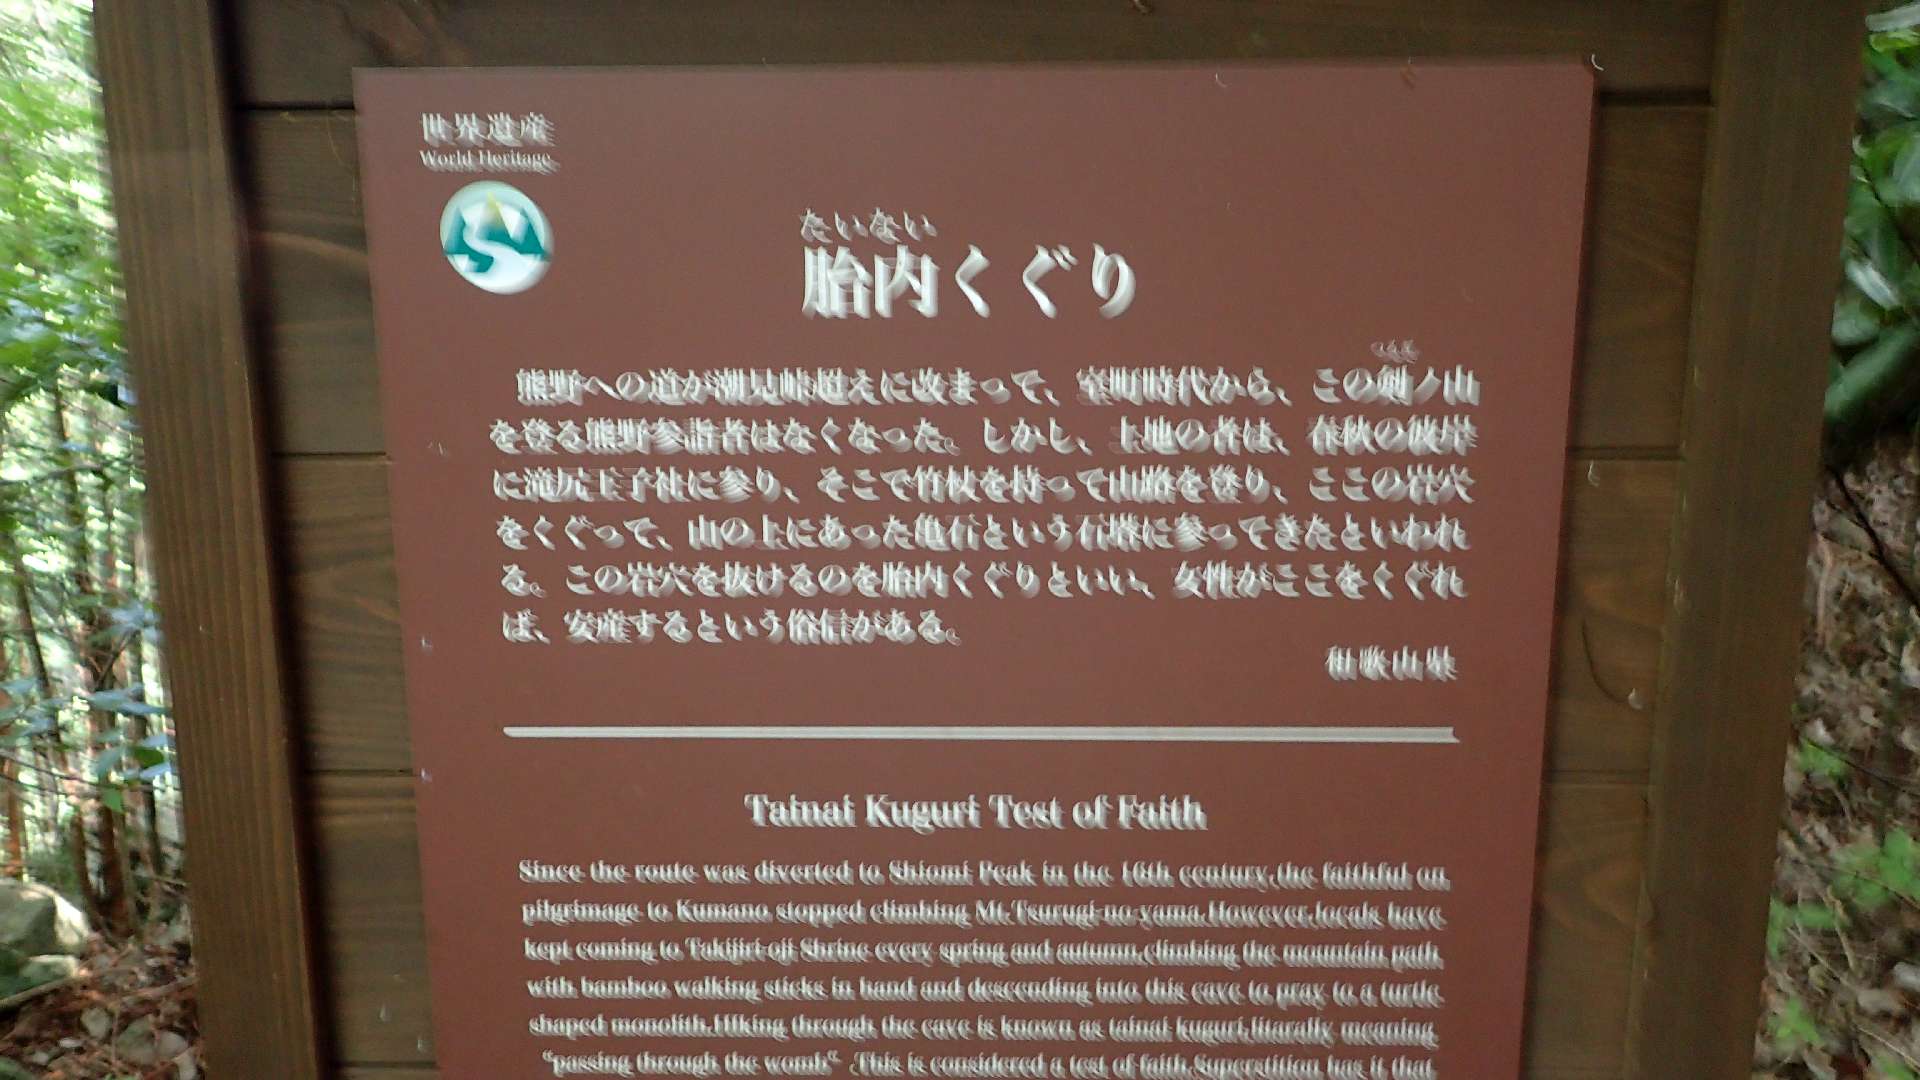 世界遺産
World Heritage
たいない
胎内くぐり
つるぎ
熊野への道が潮見峠越えに改まって、室町時代から、この剣ノ山
を登る熊野参詣者はなくなった。しかし、土地の者は、春秋の彼岸
に滝尻王子社に参り、そこで竹杖を持って山路を登り、ここの岩穴
をくぐって、山の上にあった亀石という石塔に参ってきたといわれ
る。この岩穴を抜けるのを胎内くぐりといい、女性がここをくぐれ
ば、安産するという俗信がある。
和歌山県
Tainai Kuguri Test of Faith
Since the route was diverted to Shiomi Peak in the 16th century,the faithful on
pilgrimage to Kumano stopped climbing Mt.Tsurugi-no-yama.However,locals have
kept coming to Takijiri-oji Shrine every spring and autumn,climbing the mountain path
with bamboo walking sticks in hand and descending into this cave to pray to a turtle
shaped monolith.HIking through the cave is known as tainai kuguri,litarally meaning
“passing through the womb“ .This is considered a test of faith.Superstition has it that